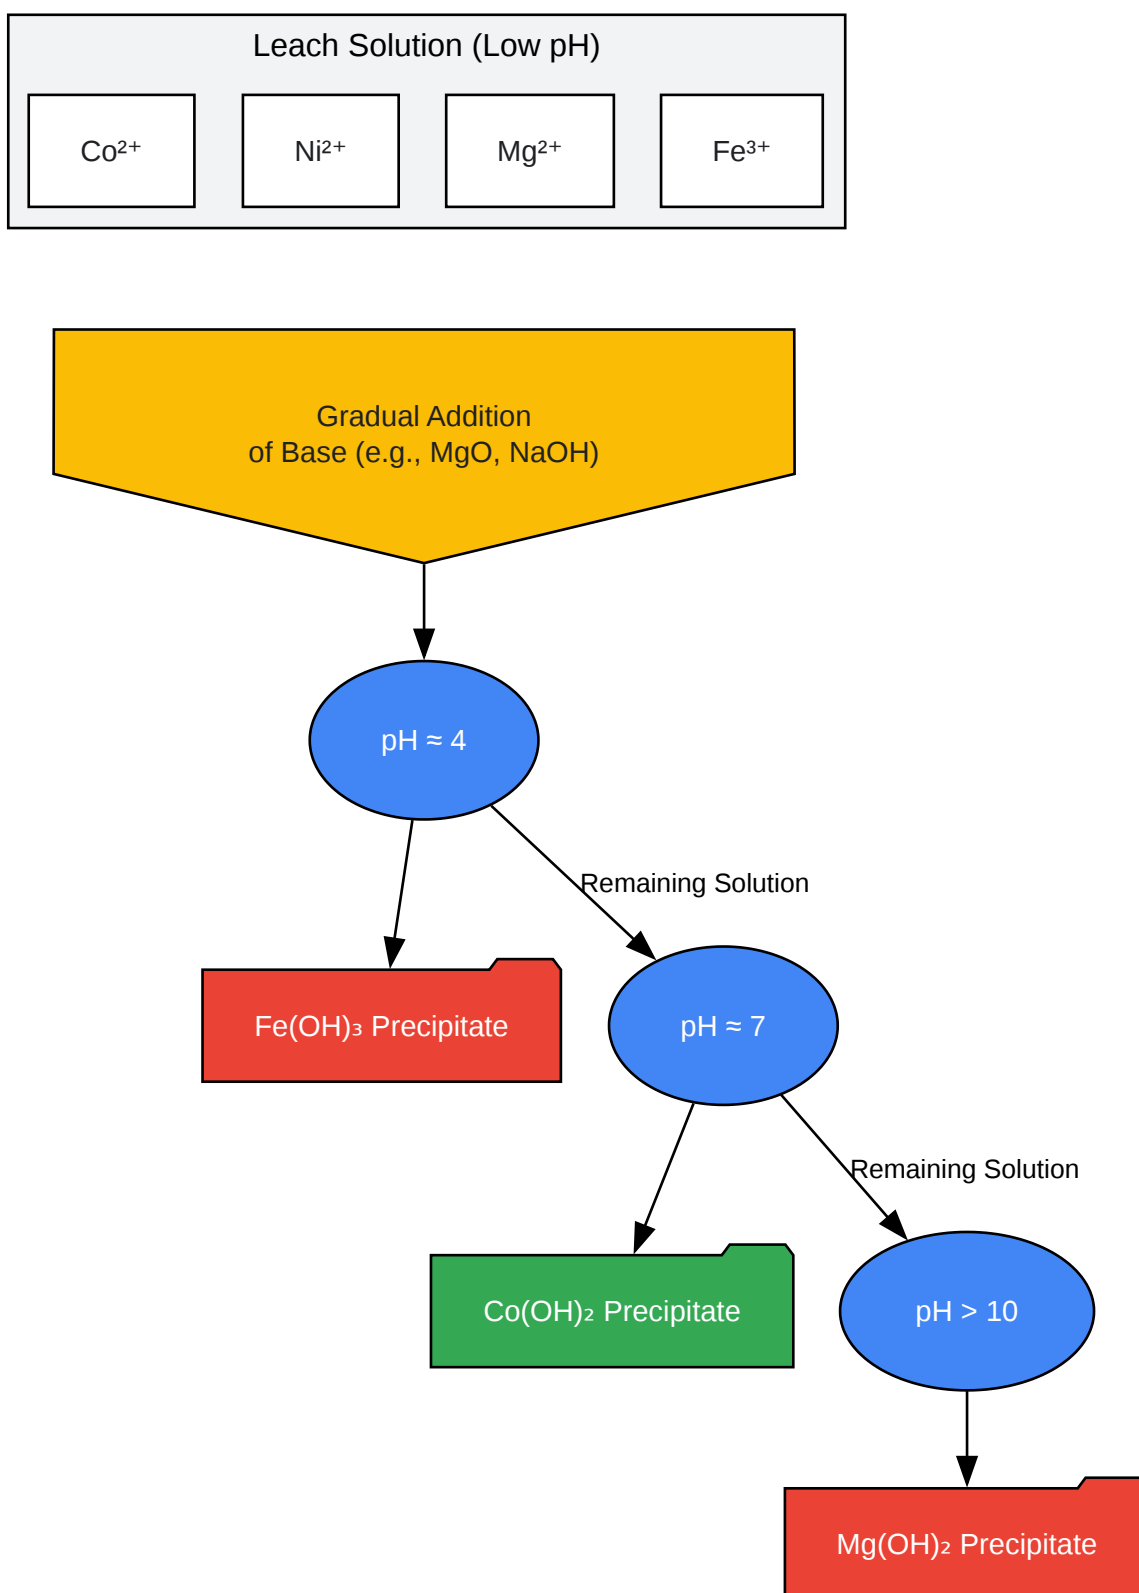 Leach Solution (Low pH)
Co²⁺
Ni²⁺
Mg²⁺
Fe³⁺
Gradual Addition
of Base (e.g., MgO, NaOH)
pH ≈ 4
Remaining Solution
Fe(OH)₃ Precipitate
pH ≈ 7
Remaining Solution
Co(OH)₂ Precipitate
pH > 10
Mg(OH)₂ Precipitate